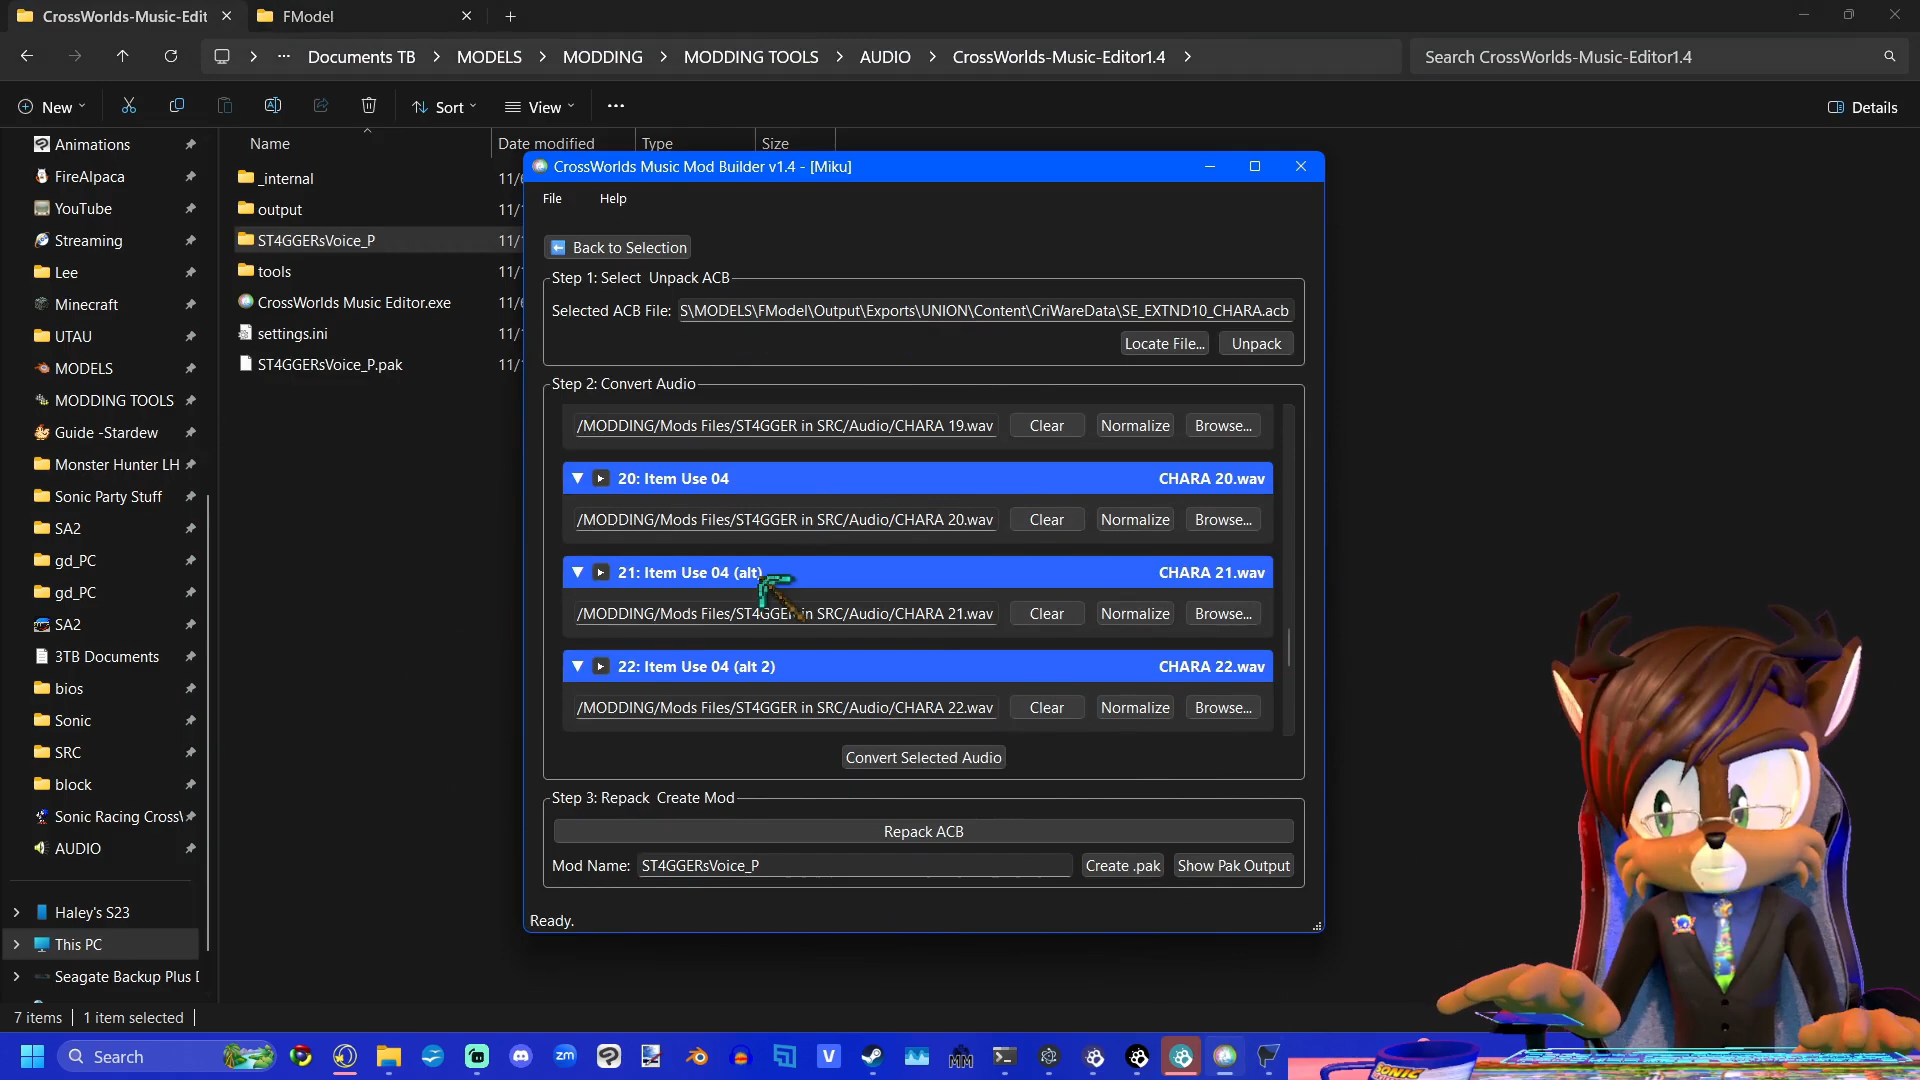 CrossWorlds-Music-Edit
FModel
... Documents TB > MODELS > MODDING > MODDING TOOLS > AUDIO > CrossWorlds-Music-Editor1.4 >
Search CrossWorlds-Music-Editor1.4
New
Sort
View
Details
Animations
FireAlpaca
YouTube
Streaming
Lee
Minecraft
UTAU
MODELS
MODDING TOOLS
Guide -Stardew
Monster Hunter LH
Sonic Party Stuff
SA2
gd_PC
gd_PC
SA2
3TB Documents
bios
Sonic
SRC
block
Sonic Racing Cross\
AUDIO
Haley's S23
This PC
Seagate Backup Plus
Name
Date modified
Type
Size
_internal
output
ST4GGERsVoice_P
tools
CrossWorlds Music Editor.exe
settings.ini
ST4GGERsVoice_P.pak
CrossWorlds Music Mod Builder v1.4 - [Miku]
File
Help
Back to Selection
Step 1: Select Unpack ACB
Selected ACB File: S\MODELS\FModel\Output\Exports\UNION\Content\CriWareData\SE_EXTND10_CHARA.acb
Locate File...
Unpack
Step 2: Convert Audio
/MODDING/Mods Files/ST4GGER in SRC/Audio/CHARA 19.wav Clear Normalize Browse...
20: Item Use 04 CHARA 20.wav
/MODDING/Mods Files/ST4GGER in SRC/Audio/CHARA 20.wav Clear Normalize Browse...
21: Item Use 04 (alt) CHARA 21.wav
/MODDING/Mods Files/ST4GGER in SRC/Audio/CHARA 21.wav Clear Normalize Browse...
22: Item Use 04 (alt 2) CHARA 22.wav
/MODDING/Mods Files/ST4GGER in SRC/Audio/CHARA 22.wav Clear Normalize Browse...
Convert Selected Audio
Step 3: Repack Create Mod
Repack ACB
Mod Name: ST4GGERsVoice_P Create .pak Show Pak Output
Ready.
7 items
1 item selected
Search
zm
V
MM
SONIC